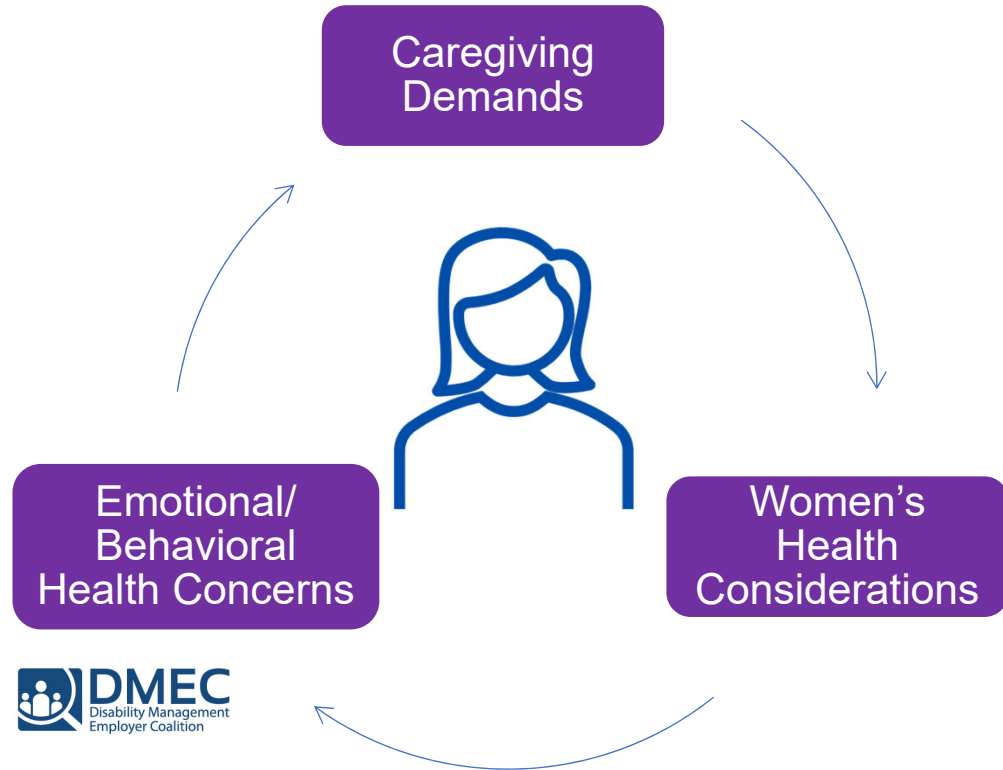 Caregiving
Demands
Emotional/
Behavioral
Health Concerns
Women’s
Health
Considerations
DMEC
Disability Management
Employer Coalition